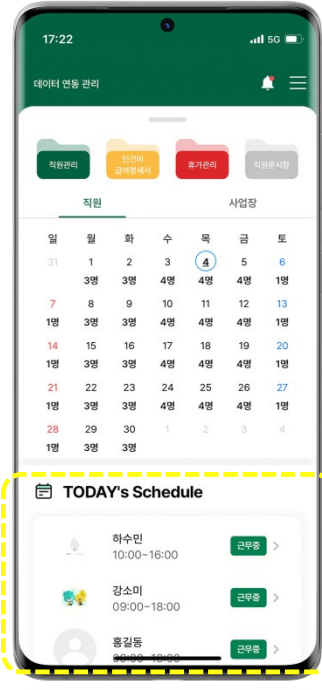 17:22 5G
데이터 연동 관리
직원관리 인건비 급여명세서 휴가관리 직원문서함
직원 사업장
일 월 화 수 목 금 토
31 1 2 3 4 5 6
3명 3명 4명 4명 4명 1명
7 8 9 10 11 12 13
1명 3명 3명 4명 4명 4명 1명
14 15 16 17 18 19 20
1명 3명 3명 4명 4명 4명 1명
21 22 23 24 25 26 27
1명 3명 3명 4명 4명 4명 1명
28 29 30 1 2 3 4
1명 3명 3명
TODAY's Schedule
하수민
10:00~16:00 근무중
강소미
09:00~18:00 근무중
홍길동
근무중